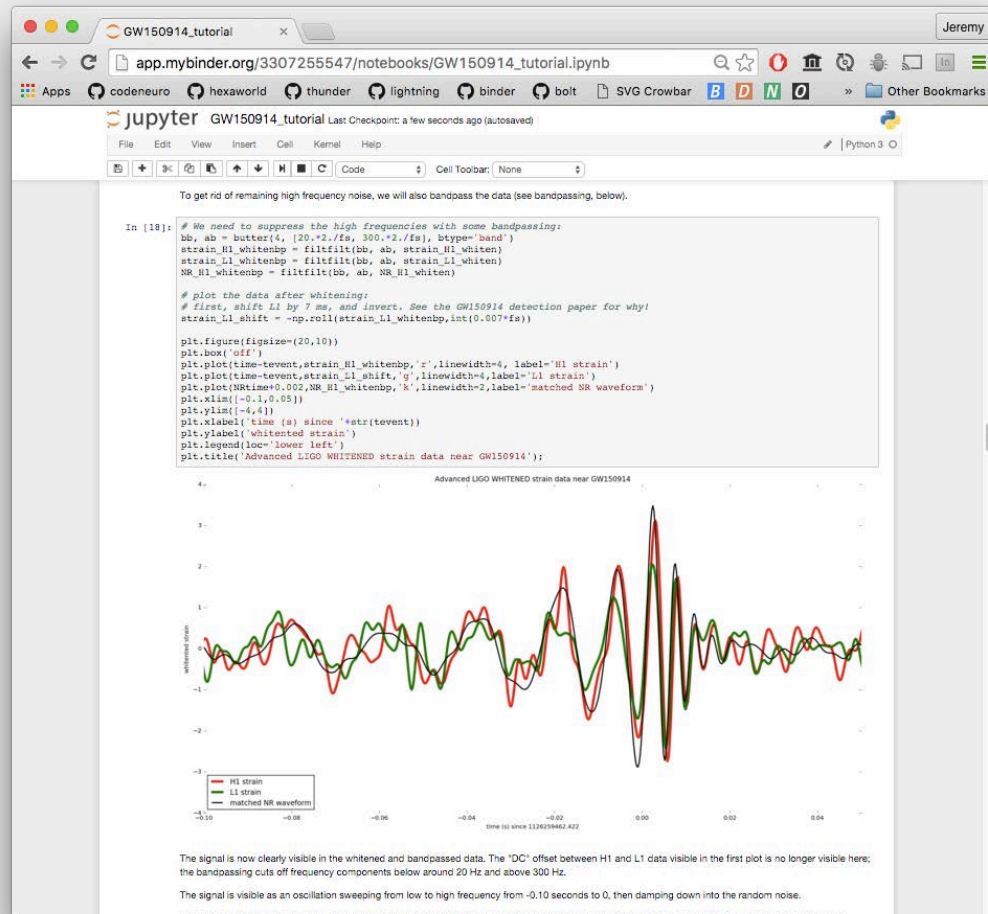 GW150914_tutorial
Jeremy
app.mybinder.org/3307255547/notebooks/GW150914_tutorial.ipynb
Apps codeneuro hexaworld thunder lightning binder bolt SVG Crowbar B D N O » Other Bookmarks
jupyter GW150914_tutorial Last Checkpoint: a few seconds ago (autosaved)
File Edit View Insert Cell Kernel Help Python 3
Code Cell Toolbar: None
To get rid of remaining high frequency noise, we will also bandpass the data (see bandpassing, below).
In [18]: # We need to suppress the high frequencies with some bandpassing:
bb, ab = butter(4, [20.*2./fs, 300.*2./fs], btype='band')
strain_H1_whitenbp = filtfilt(bb, ab, strain_H1_whiten)
strain_L1_whitenbp = filtfilt(bb, ab, strain_L1_whiten)
NR_H1_whitenbp = filtfilt(bb, ab, NR_H1_whiten)
# plot the data after whitening:
# first, shift L1 by 7 ms, and invert. See the GW150914 detection paper for why!
strain_L1_shift = -np.roll(strain_L1_whitenbp,int(0.007*fs))
plt.figure(figsize=(20,10))
plt.box('off')
plt.plot(time-tevent,strain_H1_whitenbp,'r',linewidth=4, label='H1 strain')
plt.plot(time-tevent,strain_L1_shift,'g',linewidth=4,label='L1 strain')
plt.plot(NRtime+0.002,NR_H1_whitenbp,'k',linewidth=2,label='matched NR waveform')
plt.xlim([-0.1,0.05])
plt.ylim([-4,4])
plt.xlabel('time (s) since '+str(tevent))
plt.ylabel('whitented strain')
plt.legend(loc='lower left')
plt.title('Advanced LIGO WHITENED strain data near GW150914');
Advanced LIGO WHITENED strain data near GW150914
4
3
2
1
0
whitented strain
−1
−2
−3
−4
H1 strain
L1 strain
matched NR waveform
−0.10 −0.08 −0.06 −0.04 −0.02 0.00 0.02 0.04
time (s) since 1126259462.422
The signal is now clearly visible in the whitened and bandpassed data. The "DC" offset between H1 and L1 data visible in the first plot is no longer visible here;
the bandpassing cuts off frequency components below around 20 Hz and above 300 Hz.
The signal is visible as an oscillation sweeping from low to high frequency from -0.10 seconds to 0, then damping down into the random noise.